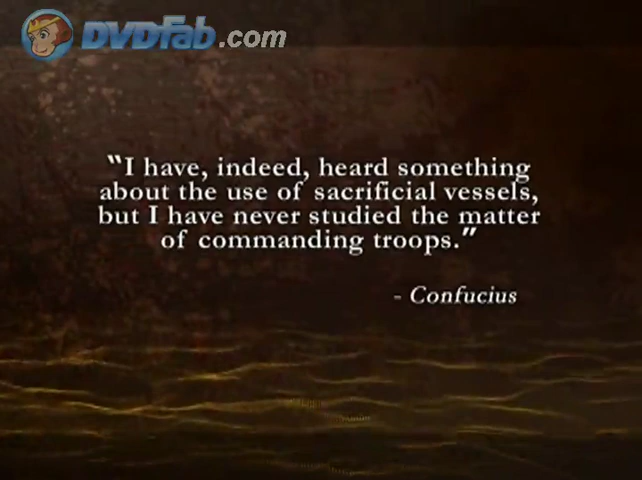 DVDFab.com
"I have, indeed, heard something
about the use of sacrificial vessels,
but I have never studied the matter
of commanding troops."
- Confucius